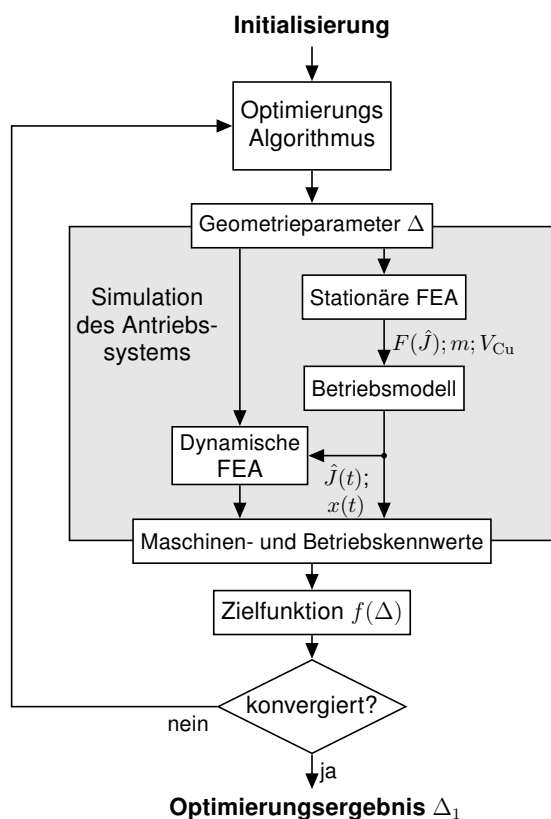 Initialisierung
Optimierungs
Algorithmus
Geometrieparameter Δ
Simulation
des Antriebs-
systems
Stationäre FEA
F(Ĵ); m; V_Cu
Betriebsmodell
Dynamische
FEA
Ĵ(t);
x(t)
Maschinen- und Betriebskennwerte
Zielfunktion f(Δ)
konvergiert?
nein
ja
Optimierungsergebnis Δ₁